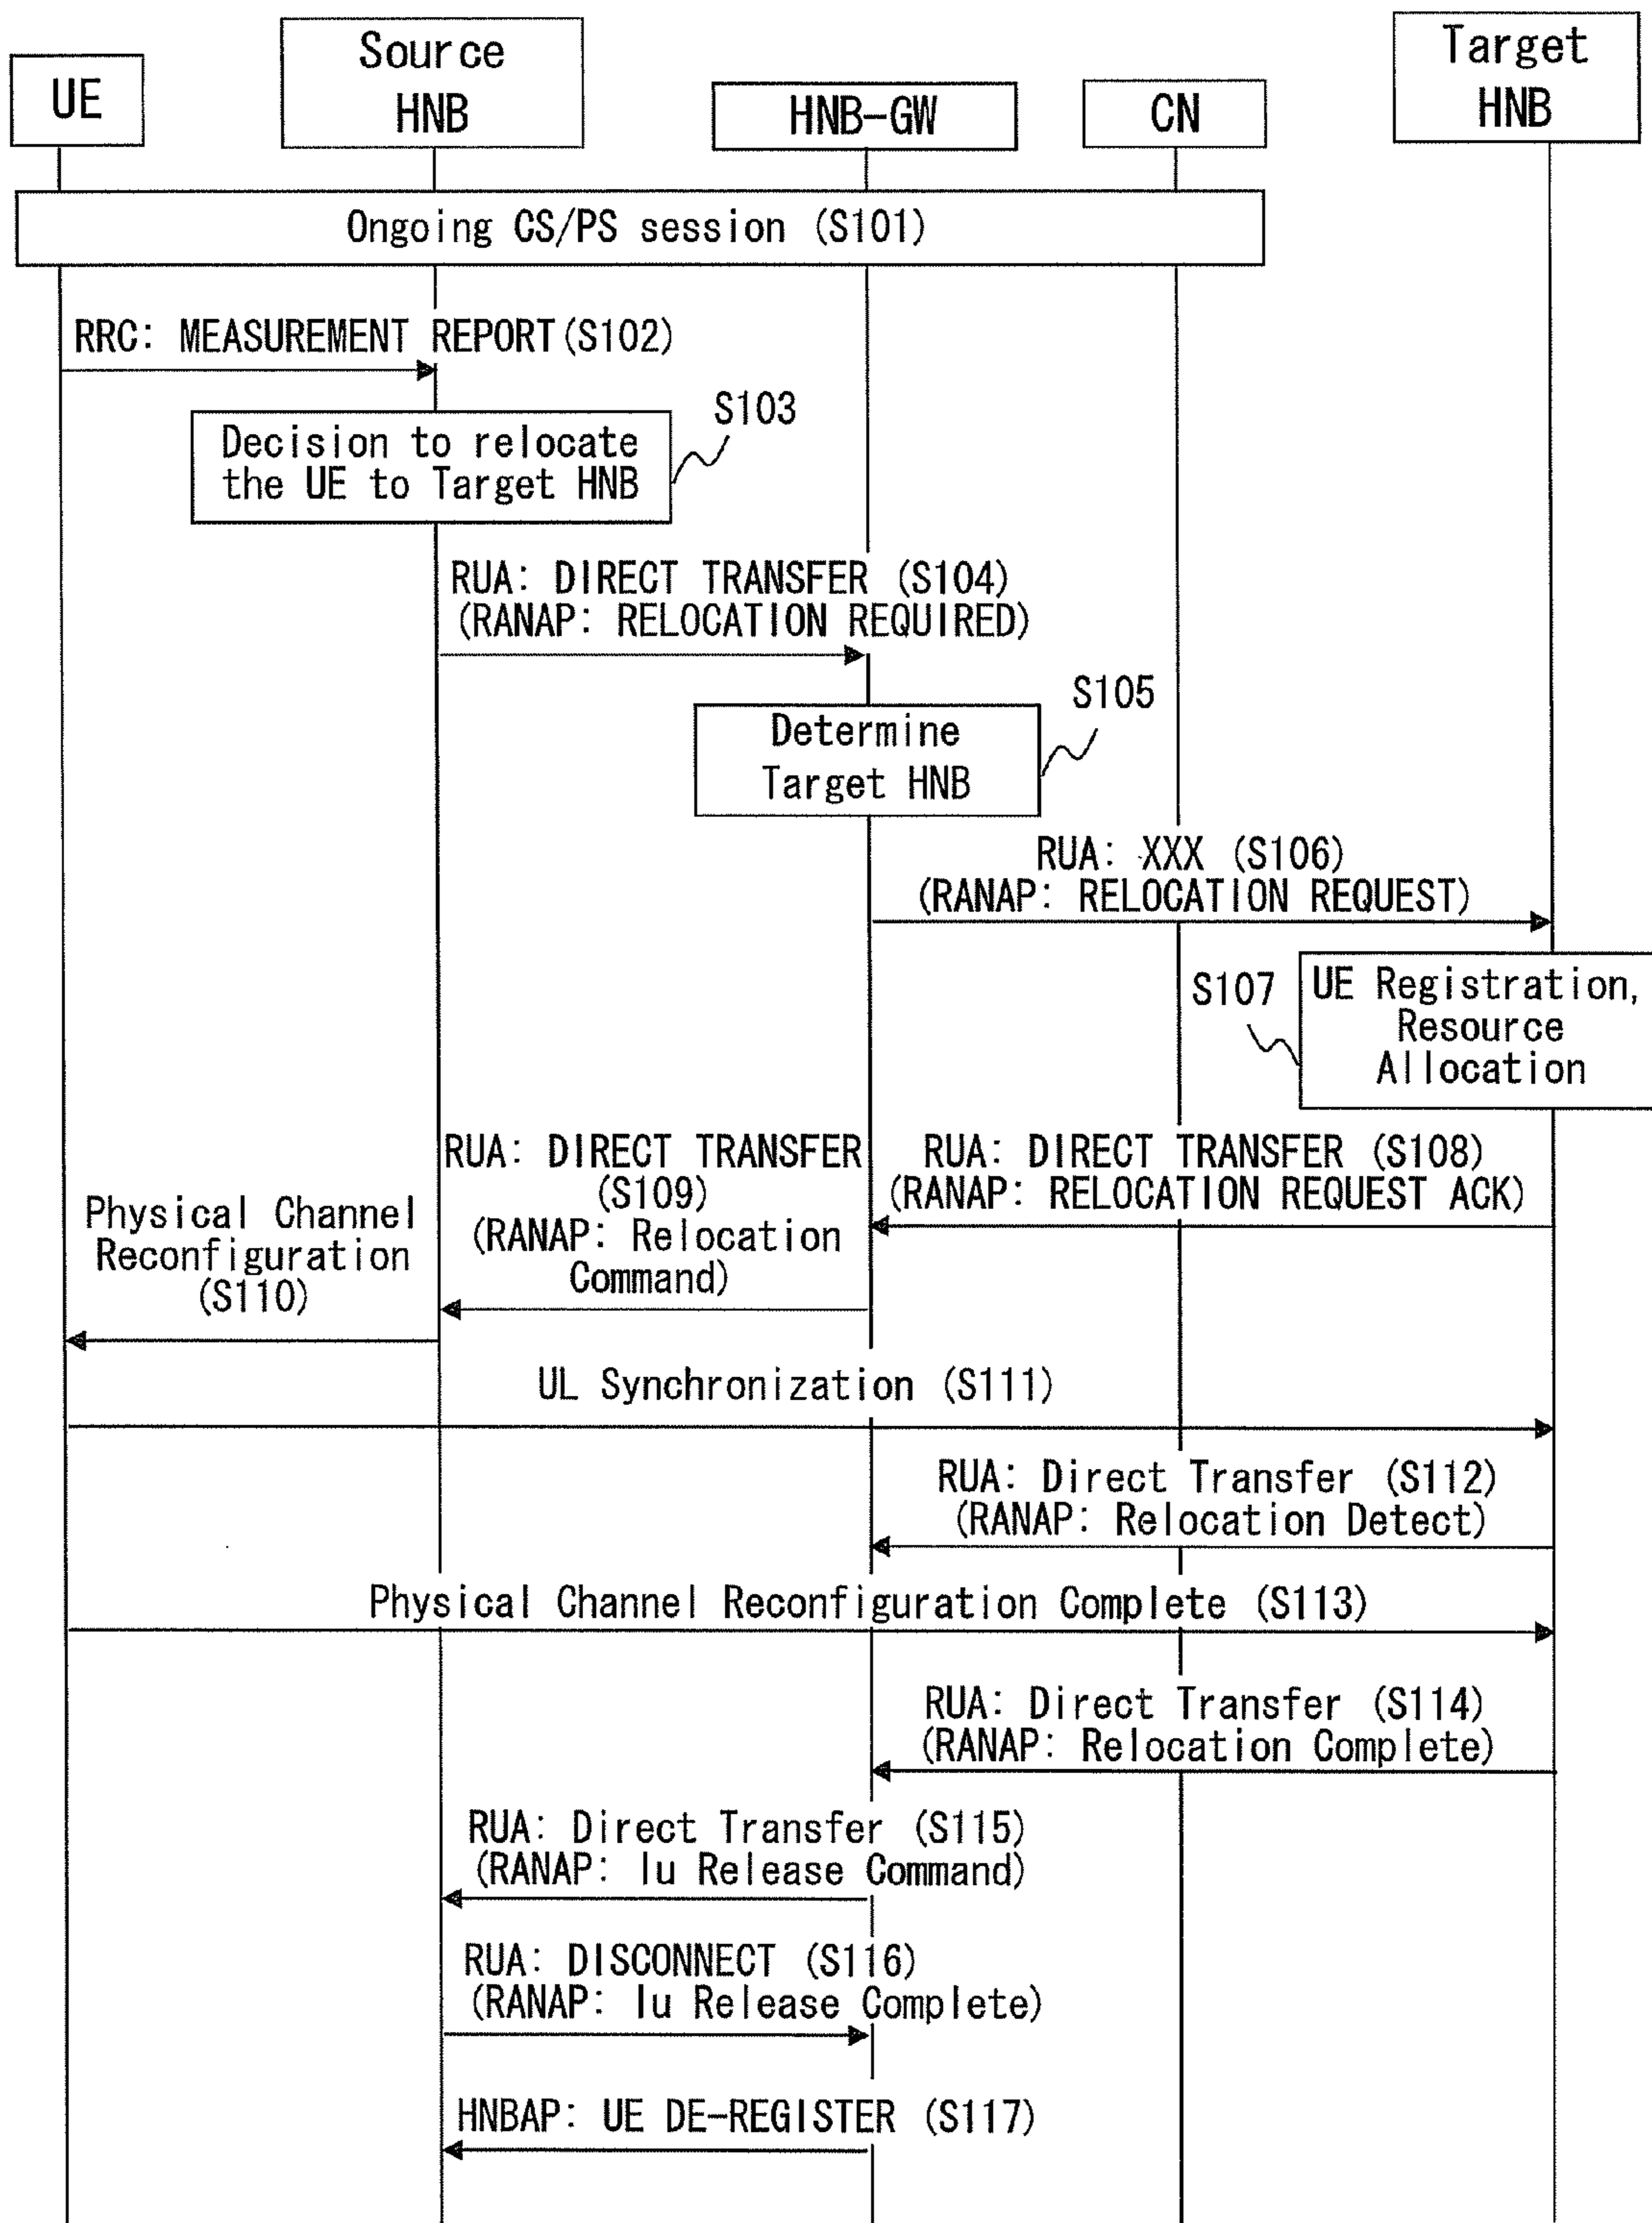 UE
Source
HNB
HNB-GW
CN
Target
HNB
Ongoing CS/PS session (S101)
RRC: MEASUREMENT REPORT(S102)
Decision to relocate
the UE to Target HNB
S103
RUA: DIRECT TRANSFER (S104)
(RANAP: RELOCATION REQUIRED)
Determine
Target HNB
S105
RUA: XXX (S106)
(RANAP: RELOCATION REQUEST)
S107
UE Registration,
Resource
Allocation
RUA: DIRECT TRANSFER (S108)
(RANAP: RELOCATION REQUEST ACK)
RUA: DIRECT TRANSFER
(S109)
(RANAP: Relocation
Command)
Physical Channel
Reconfiguration
(S110)
UL Synchronization (S111)
RUA: Direct Transfer (S112)
(RANAP: Relocation Detect)
Physical Channel Reconfiguration Complete (S113)
RUA: Direct Transfer (S114)
(RANAP: Relocation Complete)
RUA: Direct Transfer (S115)
(RANAP: Iu Release Command)
RUA: DISCONNECT (S116)
(RANAP: Iu Release Complete)
HNBAP: UE DE-REGISTER (S117)